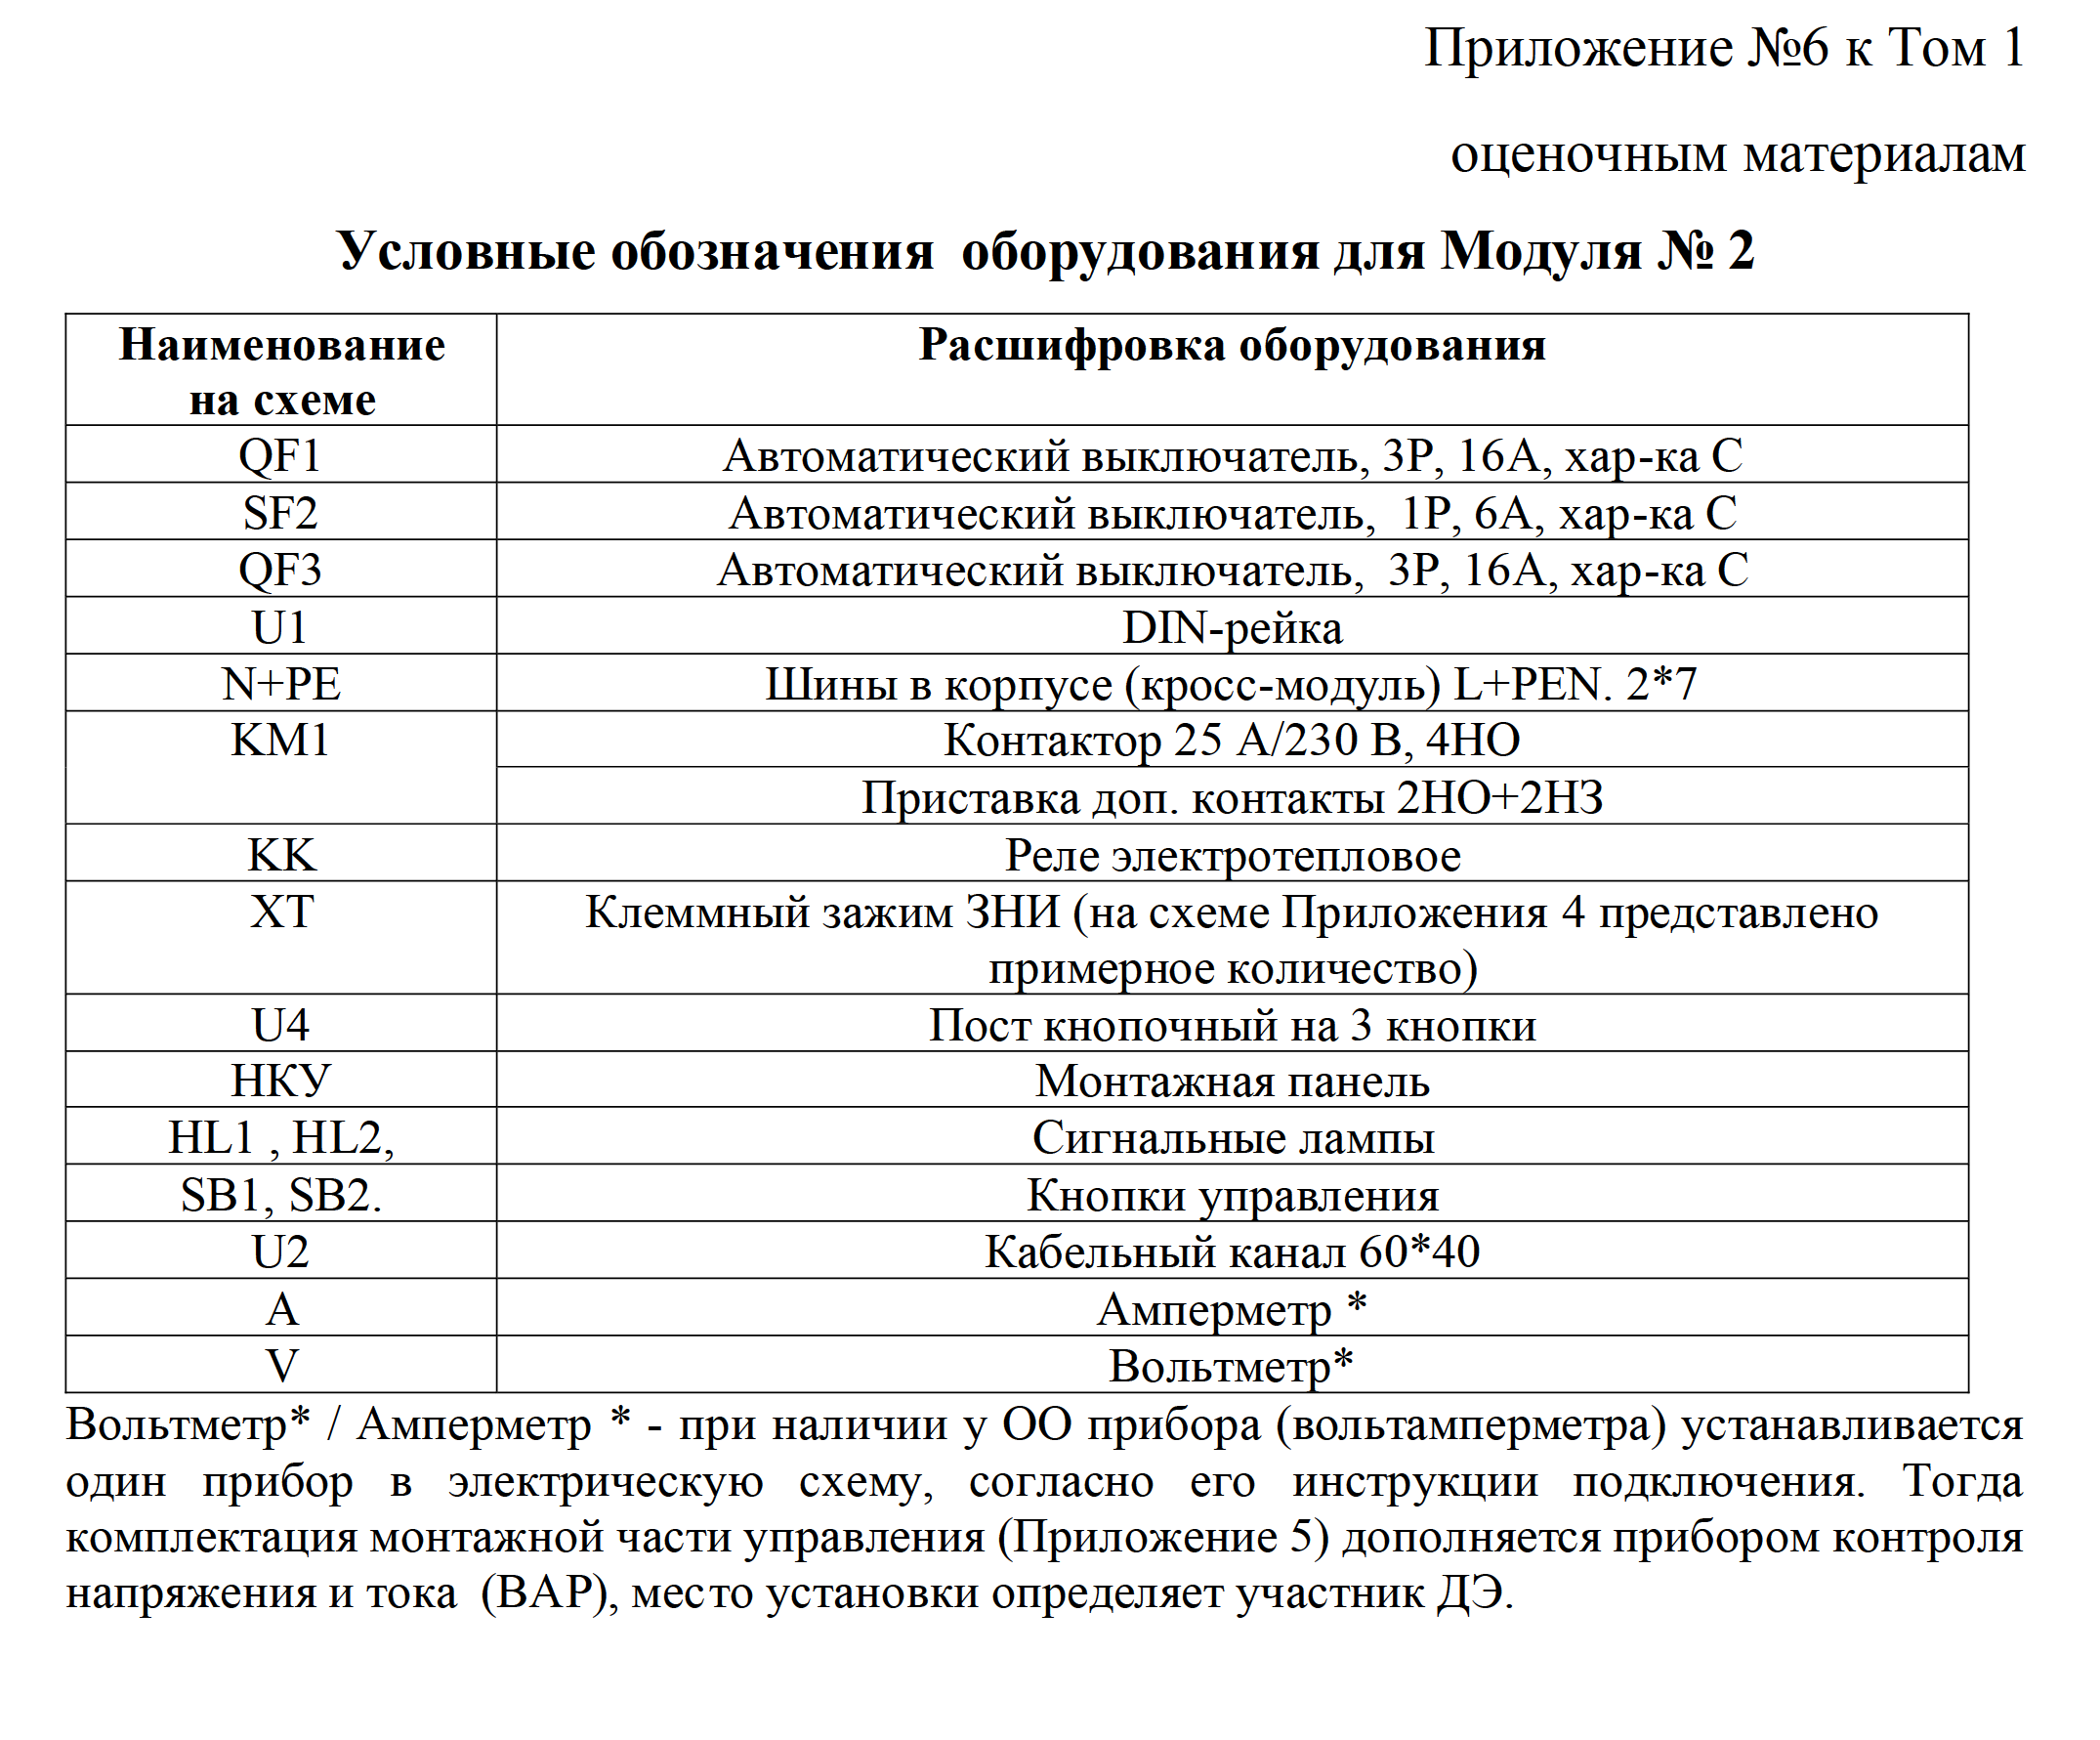 Приложение №6 к Том 1
оценочным материалам
Условные обозначения  оборудования для Модуля № 2
Наименование Расшифровка оборудования
на схеме
QF1 Автоматический выключатель, 3Р, 16А, хар-ка С
SF2 Автоматический выключатель,  1Р, 6А, хар-ка С
QF3 Автоматический выключатель,  3Р, 16А, хар-ка С
U1 DIN-рейка
N+PE Шины в корпусе (кросс-модуль) L+PEN. 2*7
KM1 Контактор 25 А/230 В, 4НО
Приставка доп. контакты 2НО+2НЗ
KK Реле электротепловое
XT Клеммный зажим ЗНИ (на схеме Приложения 4 представлено
примерное количество)
U4 Пост кнопочный на 3 кнопки
НКУ Монтажная панель
HL1 , HL2, Сигнальные лампы
SB1, SB2. Кнопки управления
U2 Кабельный канал 60*40
A Амперметр *
V Вольтметр*
Вольтметр* / Амперметр * - при наличии у ОО прибора (вольтамперметра) устанавливается
один прибор в электрическую схему, согласно его инструкции подключения. Тогда
комплектация монтажной части управления (Приложение 5) дополняется прибором контроля
напряжения и тока  (ВАР), место установки определяет участник ДЭ.